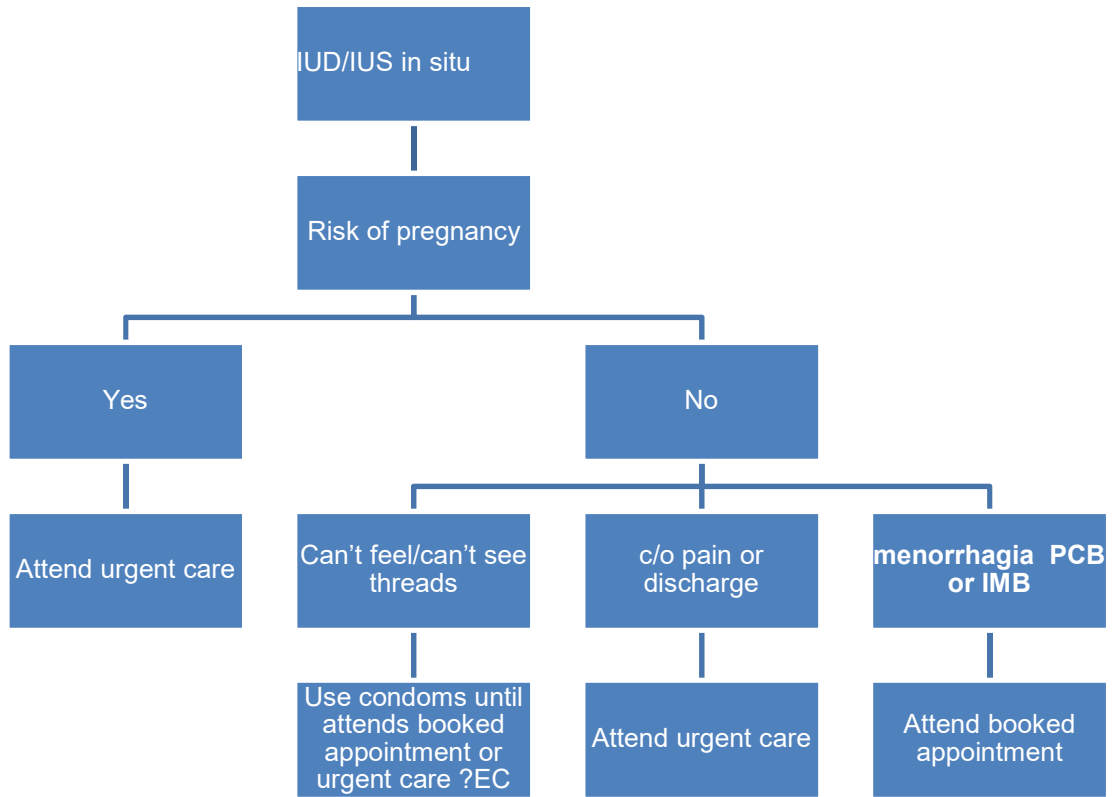 IUD/IUS in situ
Risk of pregnancy
Yes
No
Attend urgent care
Can’t feel/can’t see
threads
c/o pain or
discharge
menorrhagia  PCB
or IMB
Use condoms until
attends booked
appointment or
urgent care ?EC
Attend urgent care
Attend booked
appointment